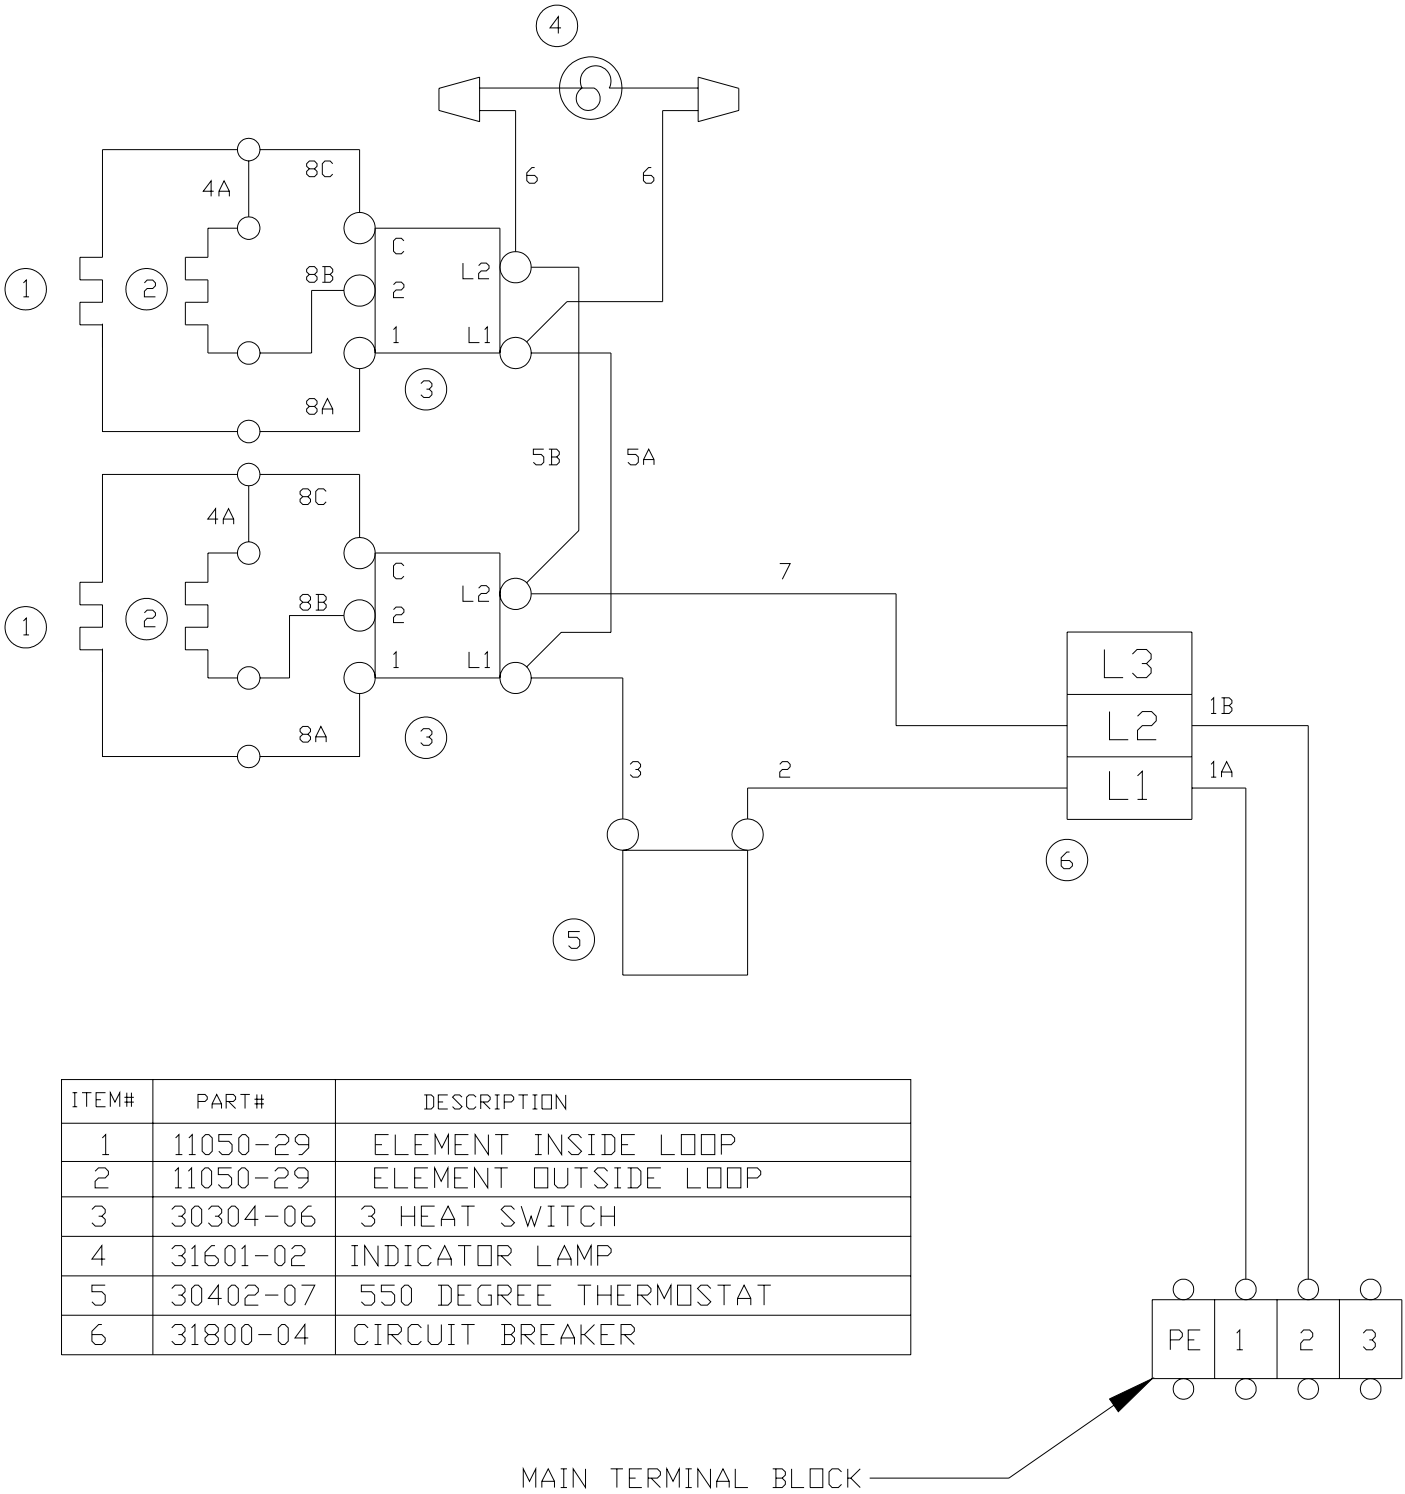 4
6 6
8C
4A
1 2 8B
C
2
1
L2
L1
3
8A
5B 5A
8C
4A
1 2 8B
C
2
1
L2
L1
3
8A
7
L3
L2
L1
1B
1A
3 2
6
5
ITEM# PART# DESCRIPTION
1 11050-29 ELEMENT INSIDE LOOP
2 11050-29 ELEMENT OUTSIDE LOOP
3 30304-06 3 HEAT SWITCH
4 31601-02 INDICATOR LAMP
5 30402-07 550 DEGREE THERMOSTAT
6 31800-04 CIRCUIT BREAKER
PE 1 2 3
MAIN TERMINAL BLOCK